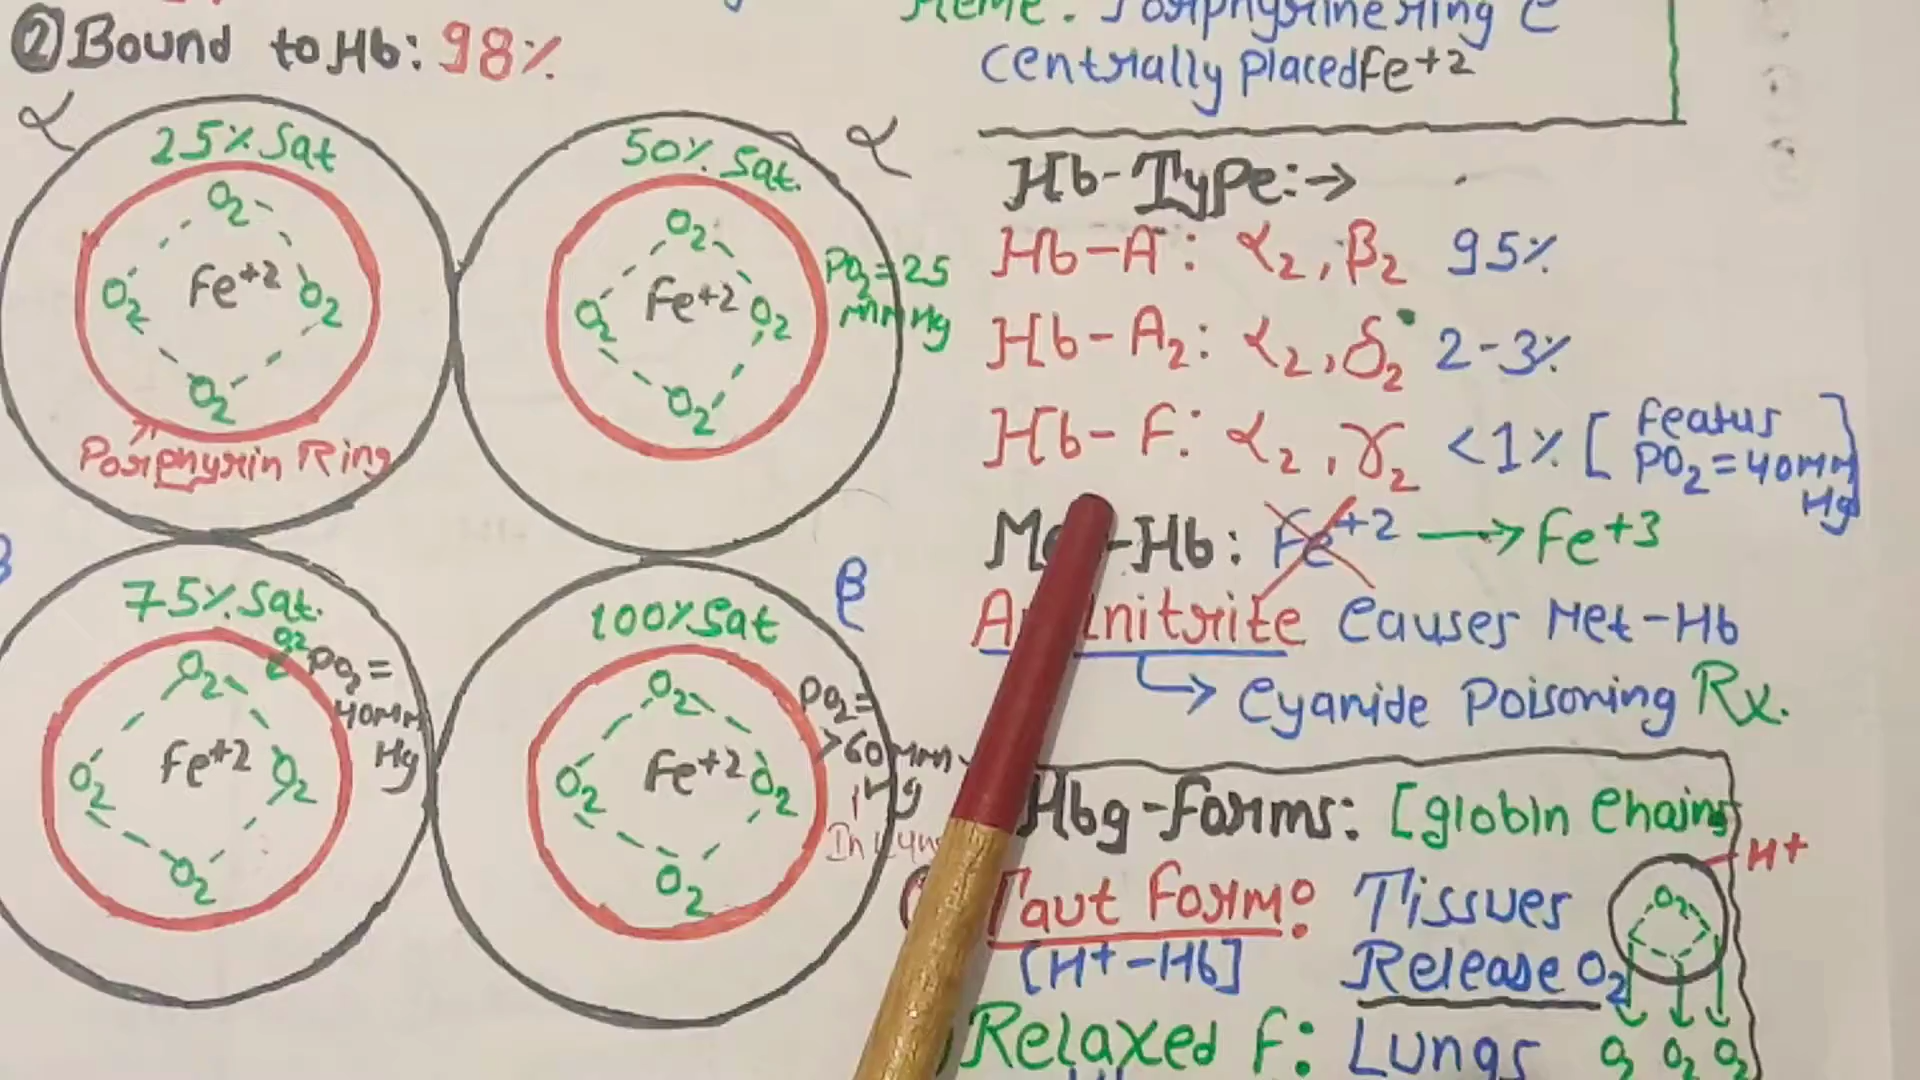 ② Bound to Hb: 98%
Heme: Porphyrine ring c
centrally placed Fe+2
α
25% Sat
O2
O2 Fe+2 O2
O2
Porphyrin Ring
α
50% Sat.
O2
O2 Fe+2 O2
O2
PO2=25
mmHg
75% Sat.
O2
O2 Fe+2 O2
O2
PO2=
40mm
Hg
β
100% Sat
O2
O2 Fe+2 O2
O2
PO2=
>60mm
Hg
Hb-Type:→
Hb-A: α2, β2 95%
Hb-A2: α2, δ2 2-3%
Hb-F: α2, γ2 <1% [featus
PO2=40mm
Hg]
Hb: Fe+2 → Fe+3
nitrite causes Met-Hb
→ Cyanide Poisoning Rx.
Hbg-forms: [globin chains
Taut form: Tissues
[H+-Hb] Release O2
H+
O2
O2 O2 O2
Relaxed F: Lungs